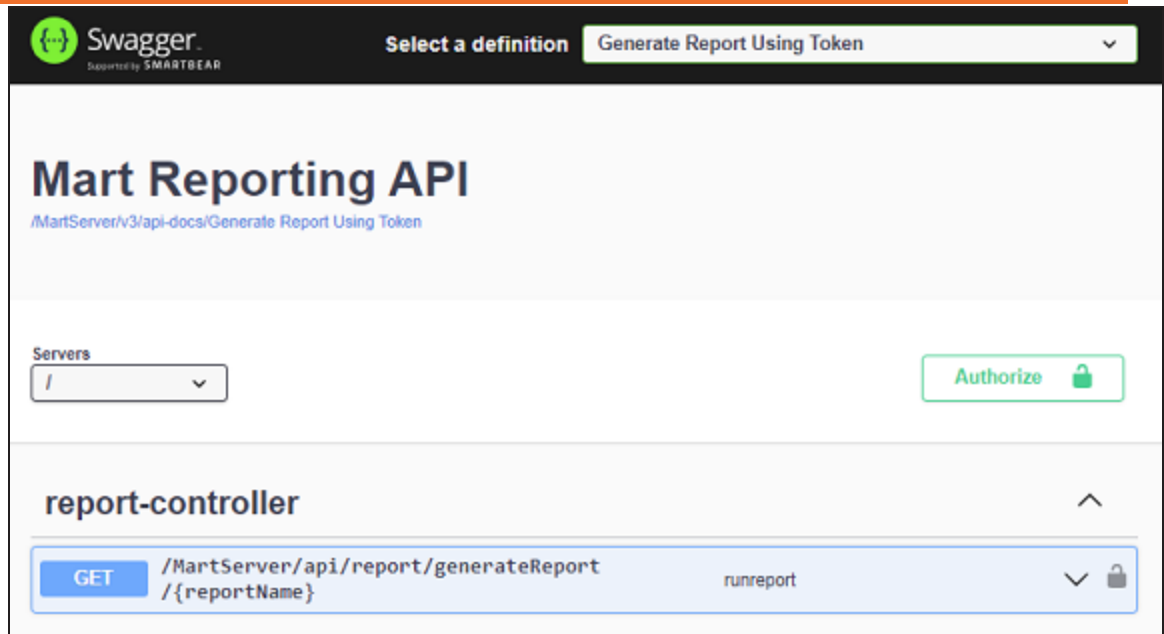 {···} Swagger.
Supported by SMARTBEAR
Select a definition
Generate Report Using Token
Mart Reporting API
/MartServer/v3/api-docs/Generate Report Using Token
Servers
/
Authorize
report-controller
GET
/MartServer/api/report/generateReport
/{reportName}
runreport